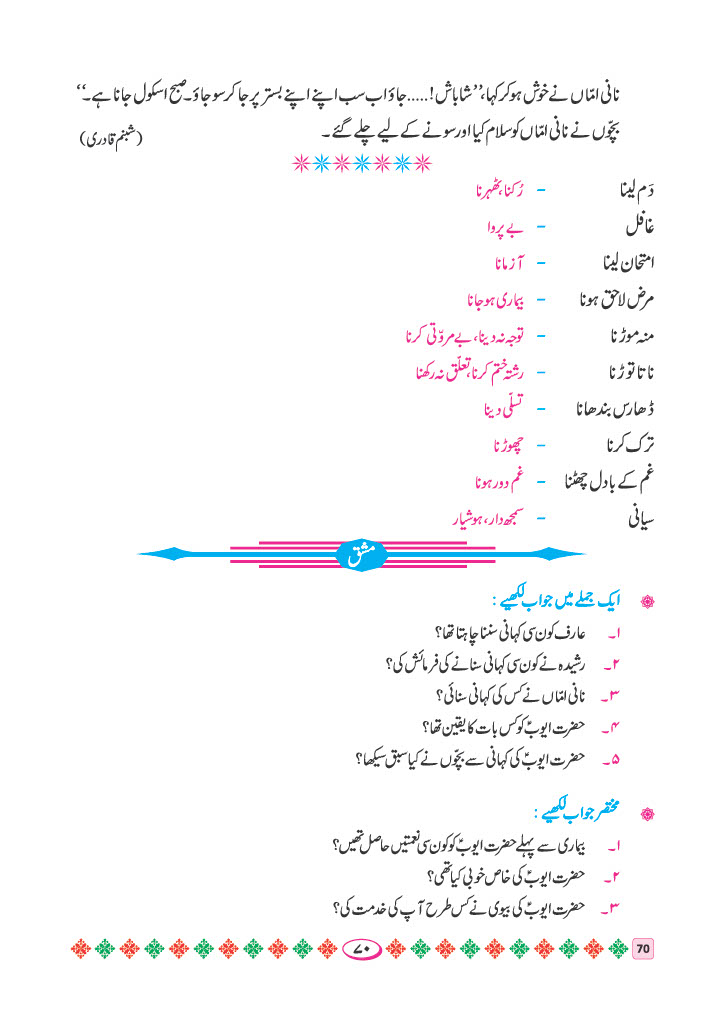 نانی امّاں نے خوش ہو کر کہا، ’’شاباش!.....جاؤ اب سب اپنے اپنے بستر پر جا کر سو جاؤ۔ صبح اسکول جانا ہے۔‘‘
بچّوں نے نانی امّاں کو سلام کیا اور سونے کے لیے چلے گئے۔
(شبنم قادری)
دَم لینا – رُکنا، ٹھہرنا
غافل – بے پروا
امتحان لینا – آزمانا
مرض لاحق ہونا – بیماری ہو جانا
منہ موڑنا – توجہ نہ دینا، بے مروّتی کرنا
ناتا توڑنا – رشتہ ختم کرنا، تعلّق نہ رکھنا
ڈھارس بندھانا – تسلّی دینا
ترک کرنا – چھوڑنا
غم کے بادل چھٹنا – غم دور ہونا
سیانی – سمجھ دار، ہوشیار
مشق
ایک جملے میں جواب لکھیے :
۱۔ عارف کون سی کہانی سننا چاہتا تھا؟
۲۔ رشیدہ نے کون سی کہانی سنانے کی فرمائش کی؟
۳۔ نانی امّاں نے کس کی کہانی سنائی؟
۴۔ حضرت ایوبؑ کو کس بات کا یقین تھا؟
۵۔ حضرت ایوبؑ کی کہانی سے بچّوں نے کیا سبق سیکھا؟
مختصر جواب لکھیے :
۱۔ بیماری سے پہلے حضرت ایوبؑ کو کون سی نعمتیں حاصل تھیں؟
۲۔ حضرت ایوبؑ کی خاص خوبی کیا تھی؟
۳۔ حضرت ایوبؑ کی بیوی نے کس طرح آپ کی خدمت کی؟
70
۷۰